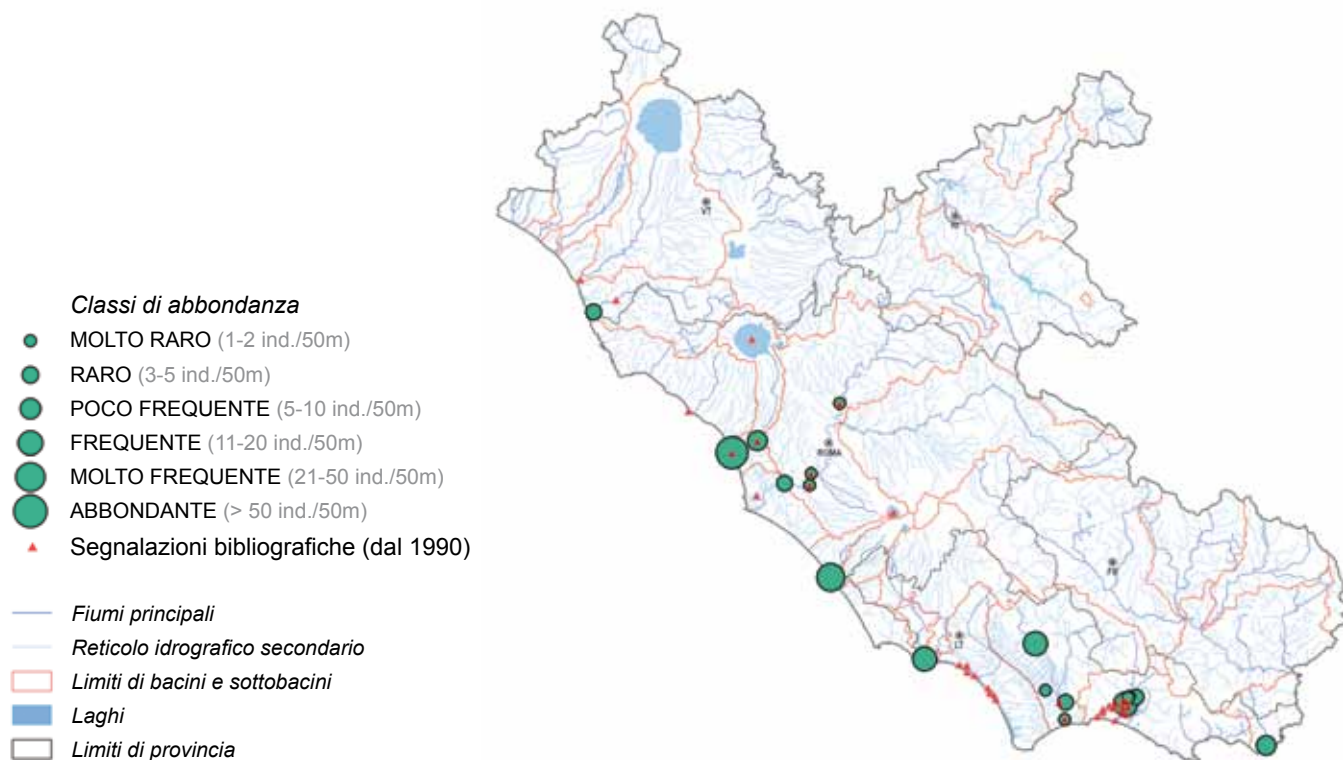 Classi di abbondanza
MOLTO RARO (1-2 ind./50m)
RARO (3-5 ind./50m)
POCO FREQUENTE (5-10 ind./50m)
FREQUENTE (11-20 ind./50m)
MOLTO FREQUENTE (21-50 ind./50m)
ABBONDANTE (> 50 ind./50m)
Segnalazioni bibliografiche (dal 1990)
Fiumi principali
Reticolo idrografico secondario
Limiti di bacini e sottobacini
Laghi
Limiti di provincia
VT
ROMA
FR
LT